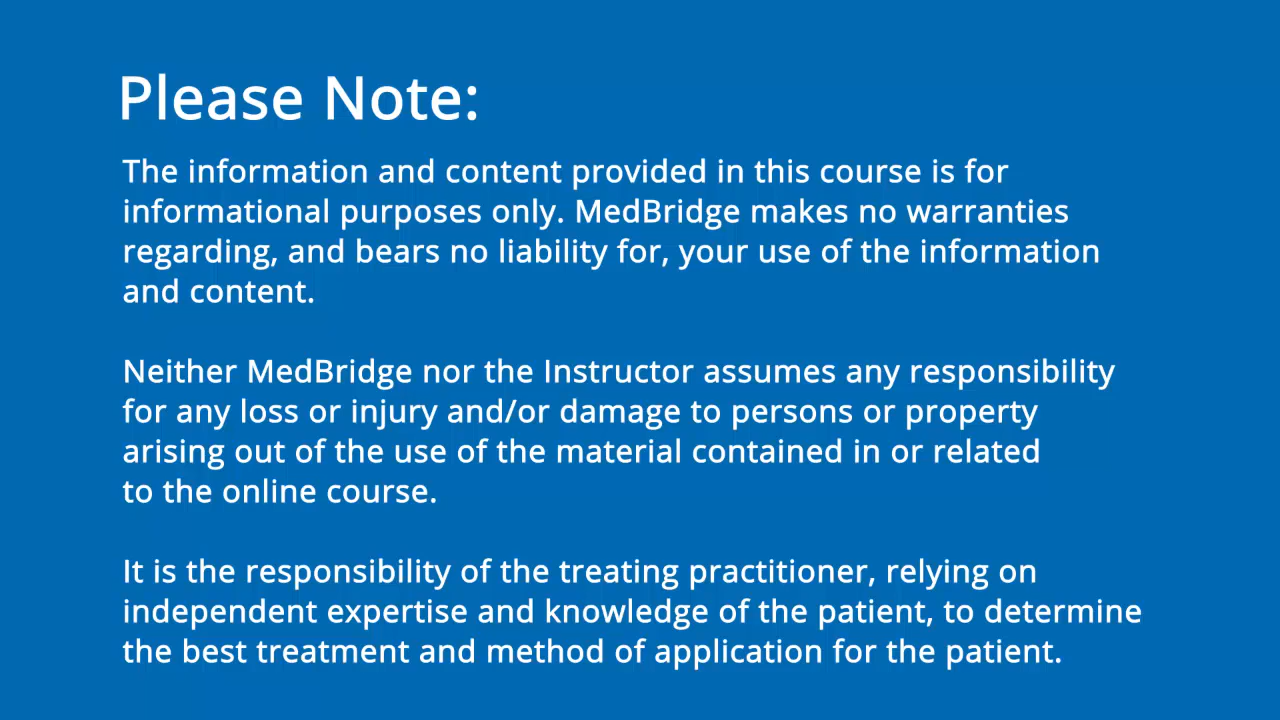 Please Note:
The information and content provided in this course is for
informational purposes only. MedBridge makes no warranties
regarding, and bears no liability for, your use of the information
and content.
Neither MedBridge nor the Instructor assumes any responsibility
for any loss or injury and/or damage to persons or property
arising out of the use of the material contained in or related
to the online course.
It is the responsibility of the treating practitioner, relying on
independent expertise and knowledge of the patient, to determine
the best treatment and method of application for the patient.